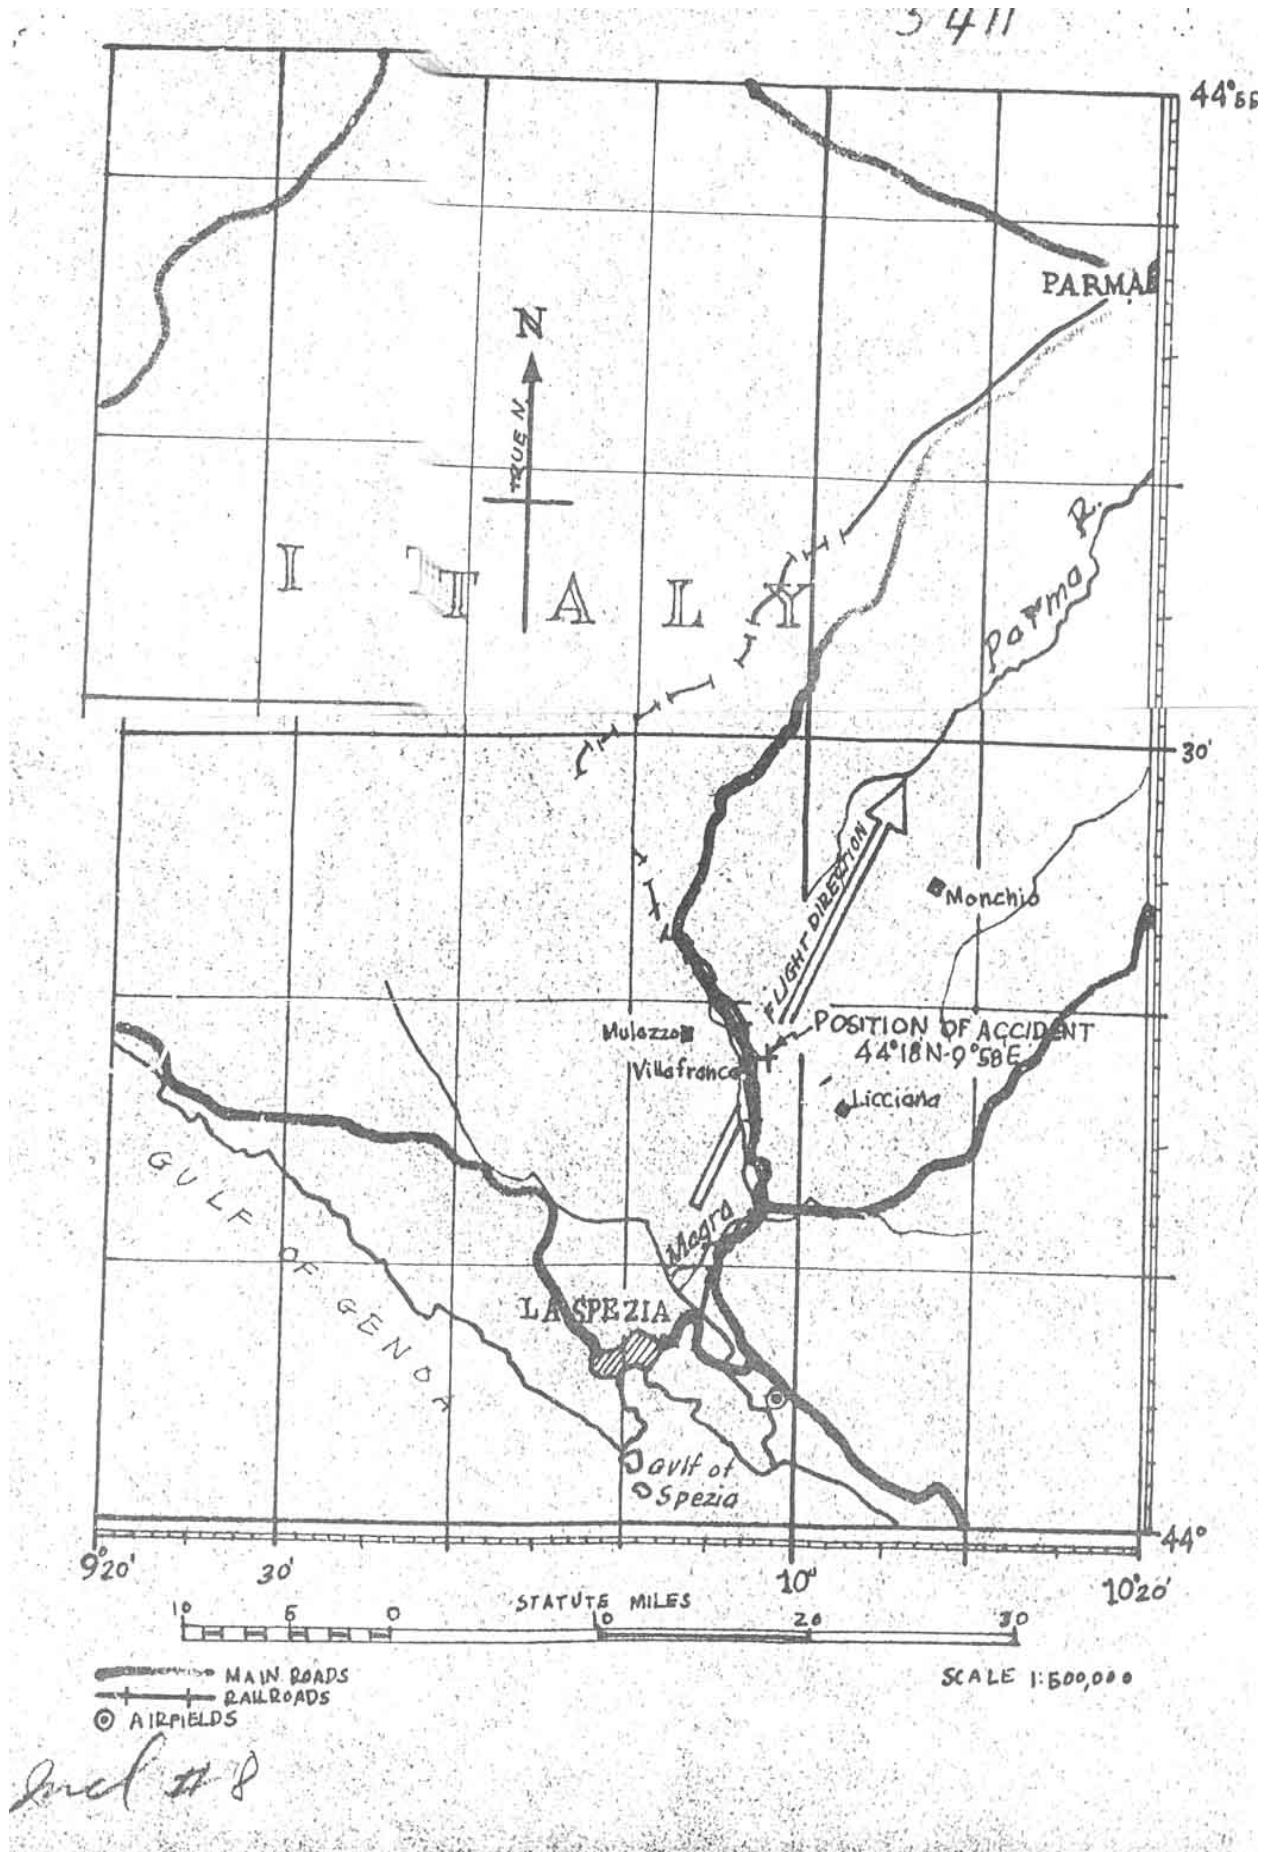 5411
44°55
PARMA
N
TRUE N.
I T A L Y
Parma R.
30'
FLIGHT DIRECTION
Monchio
POSITION OF ACCIDENT
44°18N-9°58E
Mulazzo
Villafranca
Licciana
GULF OF GENOA
Magra
LA SPEZIA
Gulf of
Spezia
44°
9°20' 30' 10° 10°20'
STATUTE MILES
10 5 0 10 20 30
MAIN ROADS
RAILROADS
AIRFIELDS
SCALE 1:500,000
Incl # 8